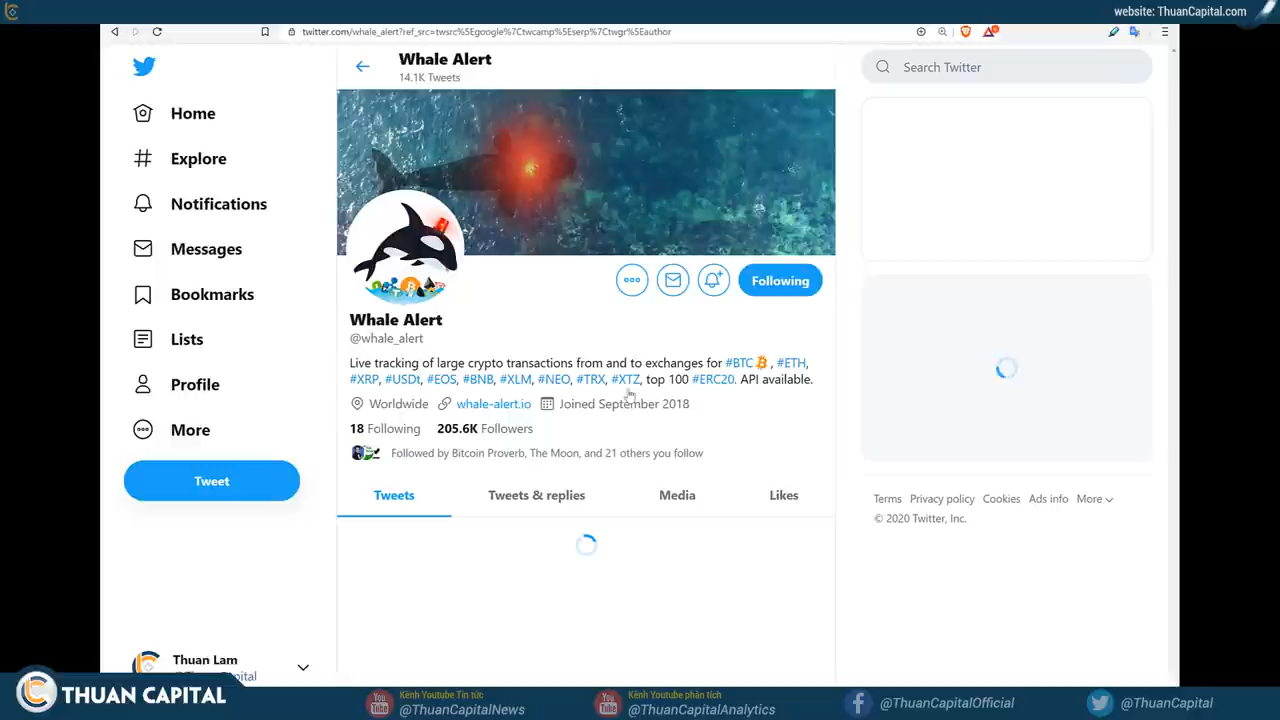 website: ThuanCapital.com
twitter.com/whale_alert?ref_src=twsrc%5Egoogle%7Ctwcamp%5Eserp%7Ctwgr%5Eauthor
Whale Alert
14.1K Tweets
Search Twitter
Home
Explore
Notifications
Messages
Bookmarks
Lists
Profile
More
Tweet
Following
Whale Alert
@whale_alert
Live tracking of large crypto transactions from and to exchanges for #BTC , #ETH,
#XRP, #USDt, #EOS, #BNB, #XLM, #NEO, #TRX, #XTZ, top 100 #ERC20. API available.
Worldwide whale-alert.io Joined September 2018
18 Following 205.6K Followers
Followed by Bitcoin Proverb, The Moon, and 21 others you follow
Tweets Tweets & replies Media Likes
Terms Privacy policy Cookies Ads info More
© 2020 Twitter, Inc.
Thuan Lam
THUAN CAPITAL
Kênh Youtube Tin tức
@ThuanCapitalNews
Kênh Youtube phân tích
@ThuanCapitalAnalytics
@ThuanCapitalOfficial
@ThuanCapital